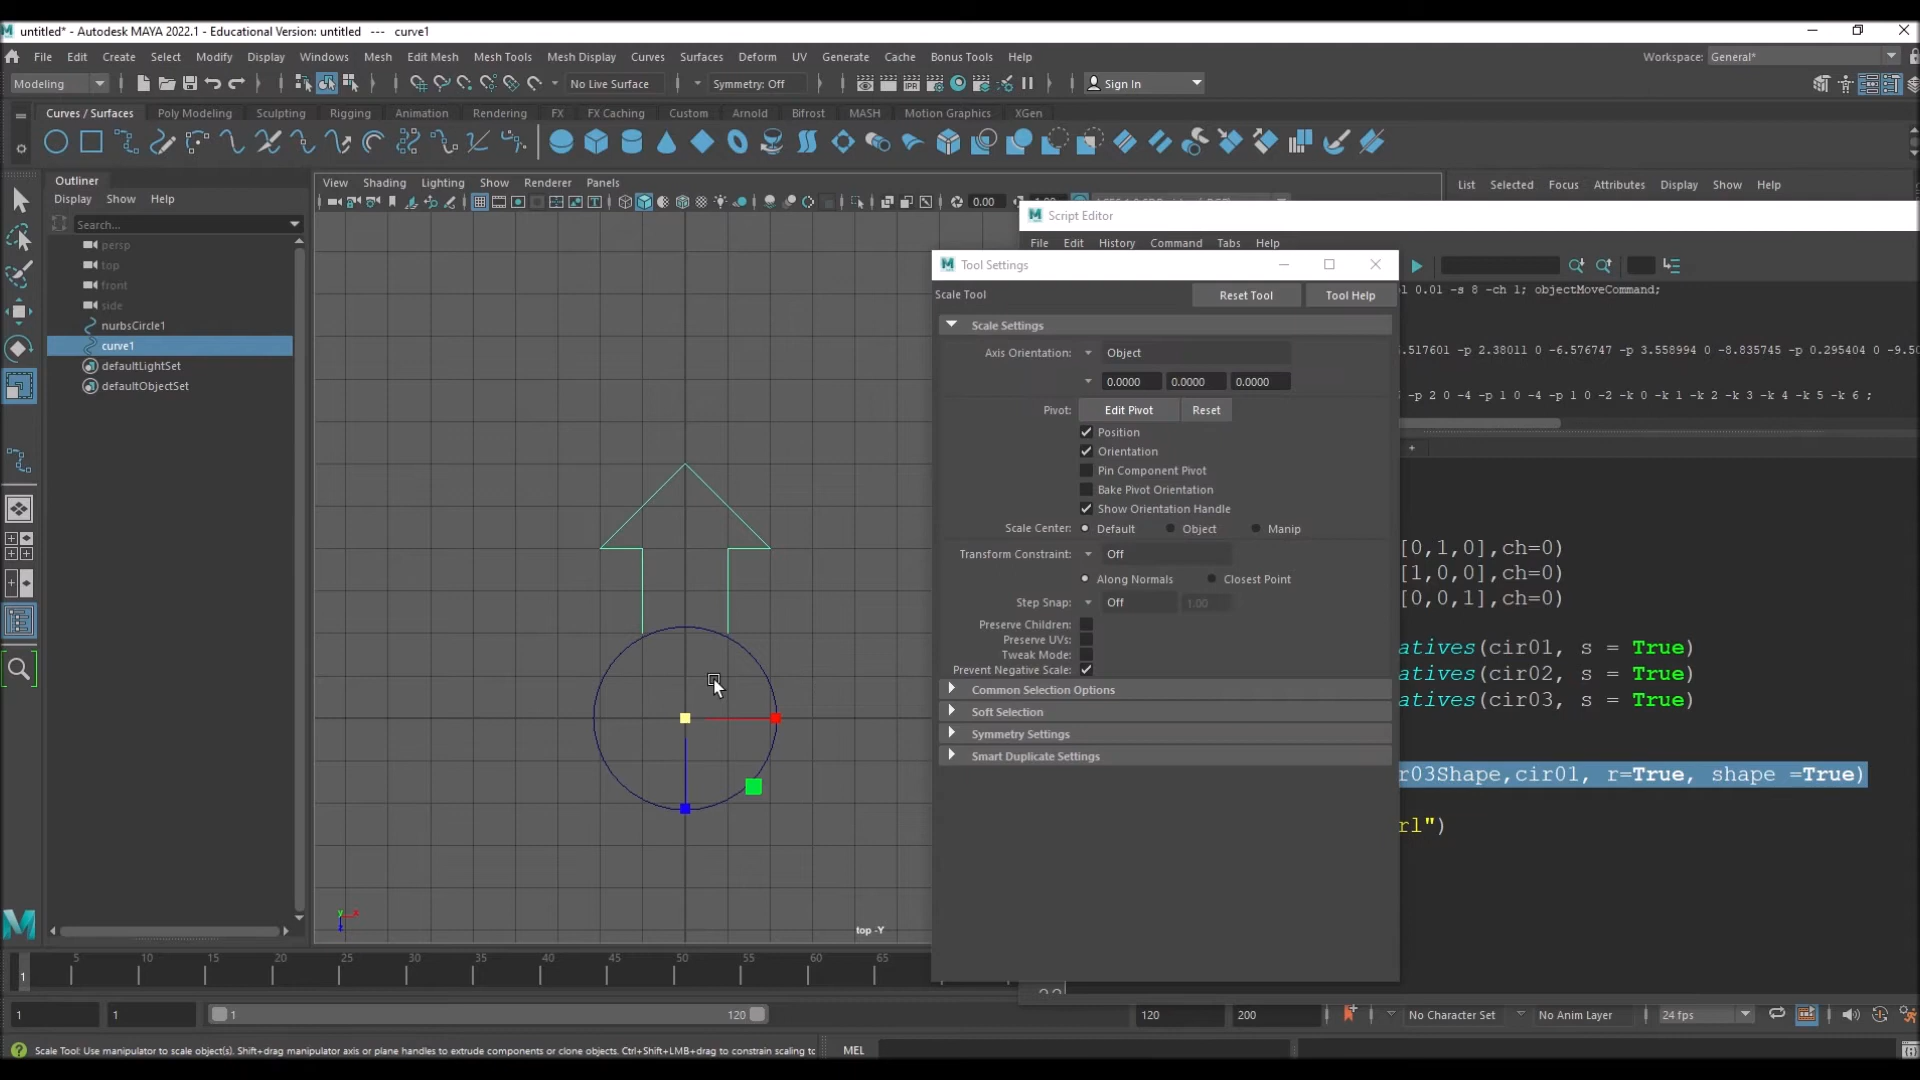 untitled* - Autodesk MAYA 2022.1 - Educational Version: untitled --- curve1
File Edit Create Select Modify Display Windows Mesh Edit Mesh Mesh Tools Mesh Display Curves Surfaces Deform UV Generate Cache Bonus Tools Help
Workspace: General*
Modeling
No Live Surface
Symmetry: Off
Sign In
Curves / Surfaces Poly Modeling Sculpting Rigging Animation Rendering FX FX Caching Custom Arnold Bifrost MASH Motion Graphics XGen
Outliner
Display Show Help
Search...
persp
top
front
side
nurbsCircle1
curve1
defaultLightSet
defaultObjectSet
View Shading Lighting Show Renderer Panels
0.00
List Selected Focus Attributes Display Show Help
Script Editor
File Edit History Command Tabs Help
Tool Settings
Scale Tool
Reset Tool
Tool Help
Scale Settings
Axis Orientation: Object
0.0000 0.0000 0.0000
Pivot: Edit Pivot Reset
Position
Orientation
Pin Component Pivot
Bake Pivot Orientation
Show Orientation Handle
Scale Center: Default Object Manip
Transform Constraint: Off
Along Normals Closest Point
Step Snap: Off 1.00
Preserve Children:
Preserve UVs:
Tweak Mode:
Prevent Negative Scale:
Common Selection Options
Soft Selection
Symmetry Settings
Smart Duplicate Settings
0.01 -s 8 -ch 1; objectMoveCommand;
.517601 -p 2.38011 0 -6.576747 -p 3.558994 0 -8.835745 -p 0.295404 0 -9.50
-p 2 0 -4 -p 1 0 -4 -p 1 0 -2 -k 0 -k 1 -k 2 -k 3 -k 4 -k 5 -k 6 ;
[0,1,0],ch=0)
[1,0,0],ch=0)
[0,0,1],ch=0)
atives(cir01, s = True)
atives(cir02, s = True)
atives(cir03, s = True)
r03Shape,cir01, r=True, shape =True)
rl")
top -Y
5 10 15 20 25 30 35 40 45 50 55 60 65
1
1 1 1 120 120 200
No Character Set
No Anim Layer
24 fps
Scale Tool: Use manipulator to scale object(s). Shift+drag manipulator axis or plane handles to extrude components or clone objects. Ctrl+Shift+LMB+drag to constrain scaling to
MEL